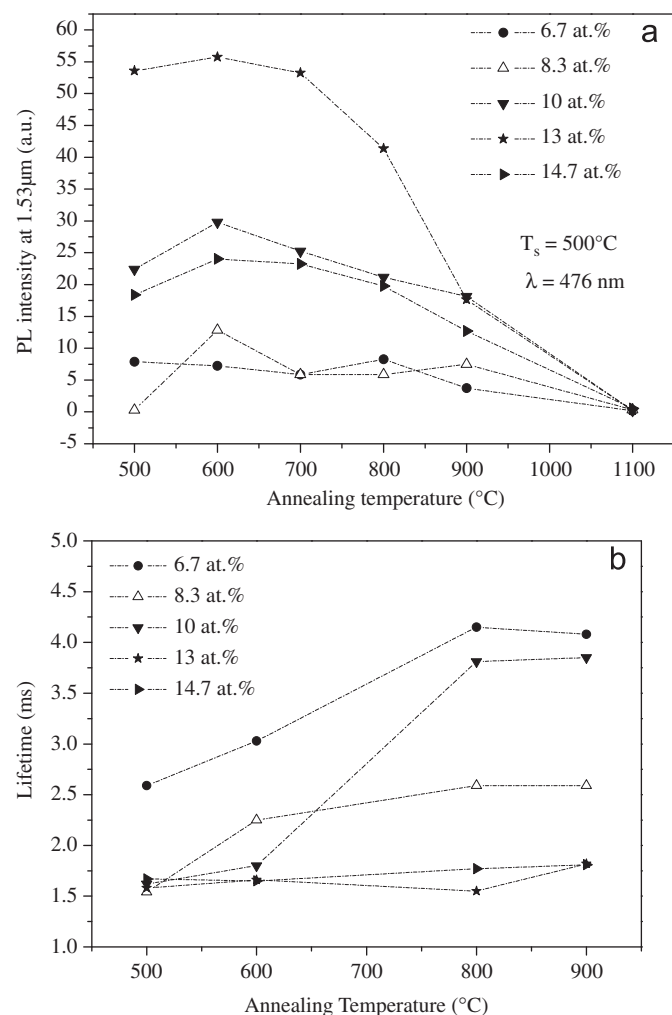 a
60
55
50
45
40
35
30
25
20
15
10
5
0
-5
PL intensity at 1.53µm (a.u.)
6.7 at.%
8.3 at.%
10 at.%
13 at.%
14.7 at.%
T_s = 500°C
λ = 476 nm
500 600 700 800 900 1000 1100
Annealing temperature (°C)
b
5.0
4.5
4.0
3.5
3.0
2.5
2.0
1.5
1.0
Lifetime (ms)
6.7 at.%
8.3 at.%
10 at.%
13 at.%
14.7 at.%
500 600 700 800 900
Annealing Temperature (°C)